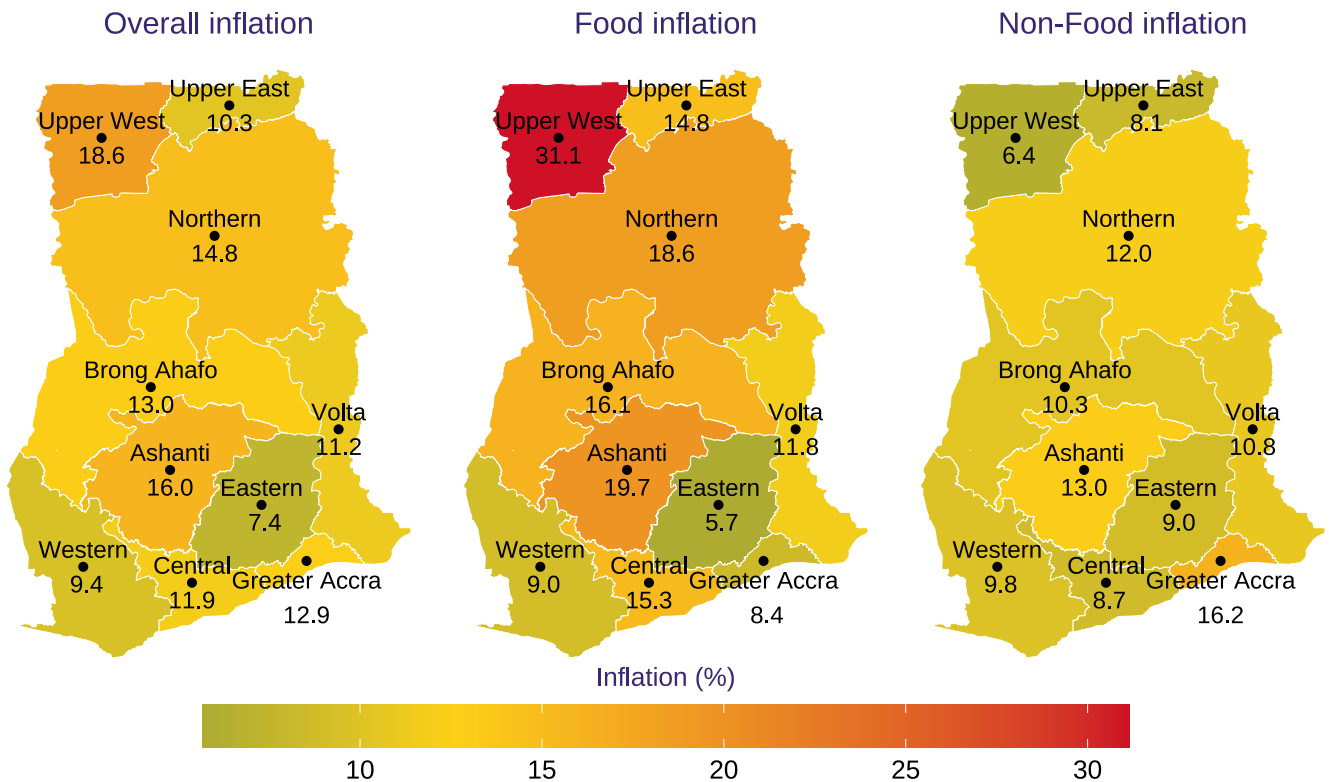 Overall inflation
Upper East
10.3
Upper West
18.6
Northern
14.8
Brong Ahafo
13.0
Volta
11.2
Ashanti
16.0
Eastern
7.4
Western
9.4
Central
11.9
Greater Accra
12.9
Food inflation
Upper East
14.8
Upper West
31.1
Northern
18.6
Brong Ahafo
16.1
Volta
11.8
Ashanti
19.7
Eastern
5.7
Western
9.0
Central
15.3
Greater Accra
8.4
Non-Food inflation
Upper East
8.1
Upper West
6.4
Northern
12.0
Brong Ahafo
10.3
Volta
10.8
Ashanti
13.0
Eastern
9.0
Western
9.8
Central
8.7
Greater Accra
16.2
Inflation (%)
10 15 20 25 30